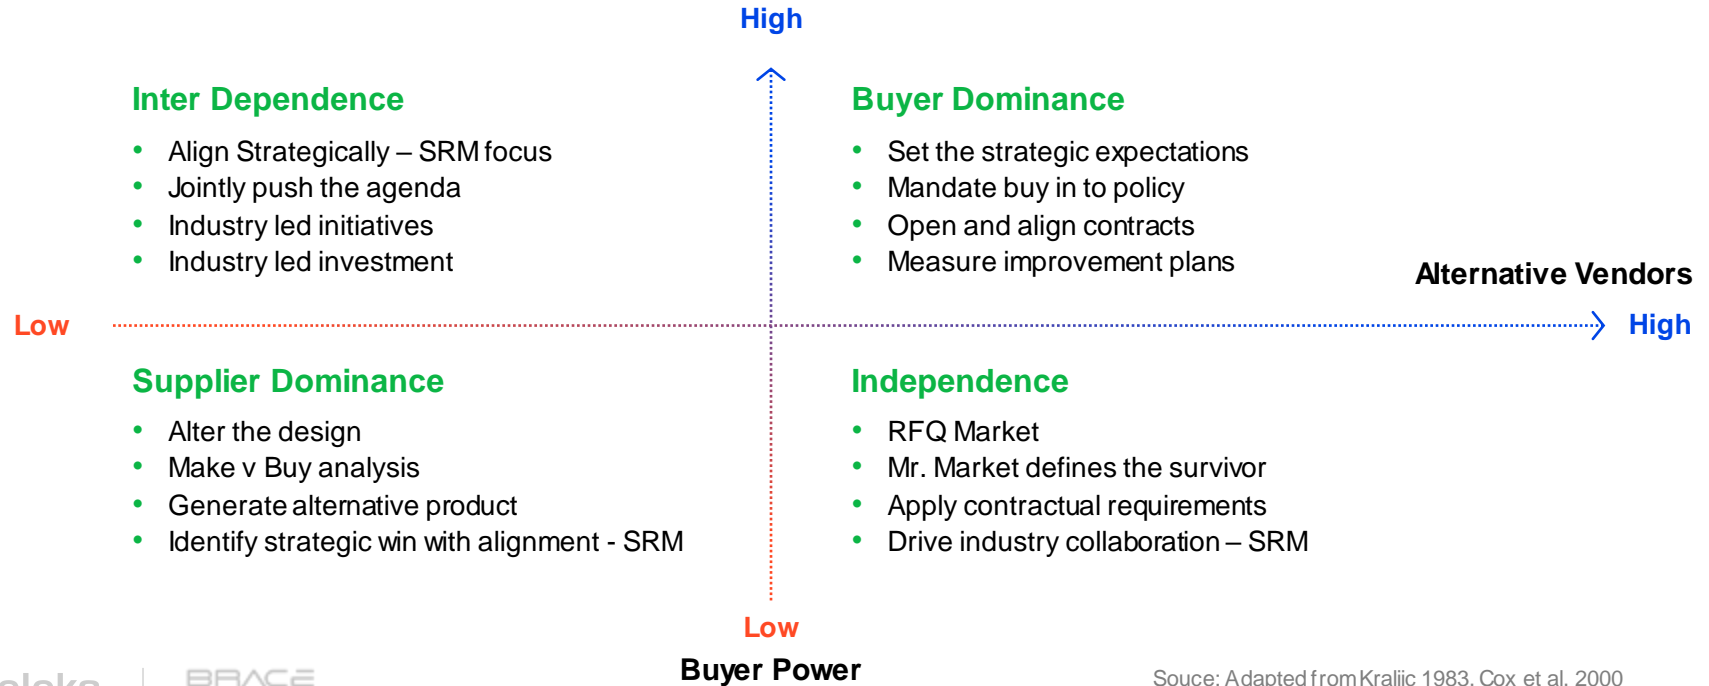 High
Inter Dependence
• Align Strategically – SRM focus
• Jointly push the agenda
• Industry led initiatives
• Industry led investment
Buyer Dominance
• Set the strategic expectations
• Mandate buy in to policy
• Open and align contracts
• Measure improvement plans
Alternative Vendors
Low
High
Supplier Dominance
• Alter the design
• Make v Buy analysis
• Generate alternative product
• Identify strategic win with alignment - SRM
Independence
• RFQ Market
• Mr. Market defines the survivor
• Apply contractual requirements
• Drive industry collaboration – SRM
Low
Buyer Power
BRACE
Souce: Adapted from Kraljic 1983. Cox et al. 2000